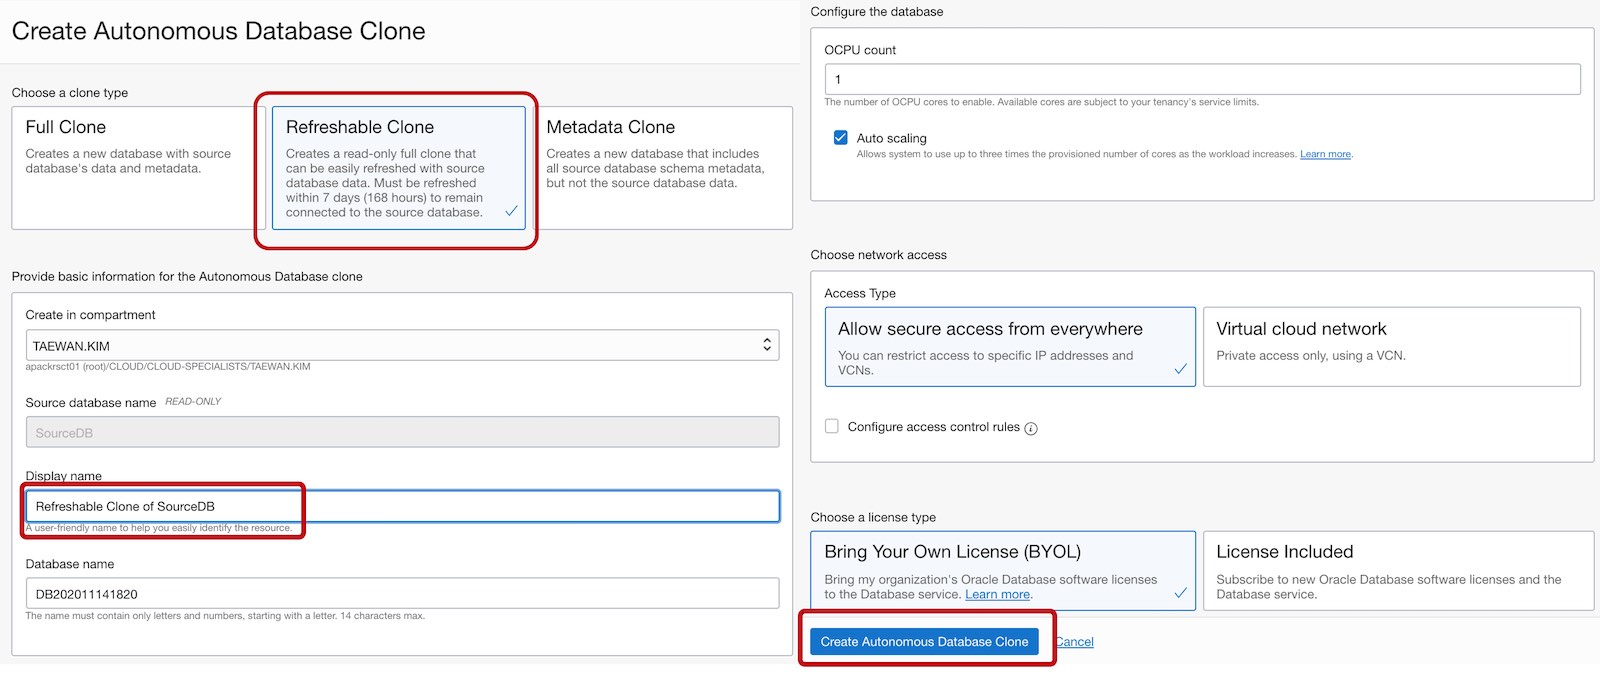 Create Autonomous Database Clone
Choose a clone type
Full Clone
Creates a new database with source
database's data and metadata.
Refreshable Clone
Creates a read-only full clone that
can be easily refreshed with source
database data. Must be refreshed
within 7 days (168 hours) to remain
connected to the source database.
Metadata Clone
Creates a new database that includes
all source database schema metadata,
but not the source database data.
Provide basic information for the Autonomous Database clone
Create in compartment
TAEWAN.KIM
apackrsct01 (root)/CLOUD/CLOUD-SPECIALISTS/TAEWAN.KIM
Source database name READ-ONLY
SourceDB
Display name
Refreshable Clone of SourceDB
A user-friendly name to help you easily identify the resource.
Database name
DB202011141820
The name must contain only letters and numbers, starting with a letter. 14 characters max.
Configure the database
OCPU count
1
The number of OCPU cores to enable. Available cores are subject to your tenancy's service limits.
Auto scaling
Allows system to use up to three times the provisioned number of cores as the workload increases. Learn more.
Choose network access
Access Type
Allow secure access from everywhere
You can restrict access to specific IP addresses and
VCNs.
Virtual cloud network
Private access only, using a VCN.
Configure access control rules
Choose a license type
Bring Your Own License (BYOL)
Bring my organization's Oracle Database software licenses
to the Database service. Learn more.
License Included
Subscribe to new Oracle Database software licenses and the
Database service.
Create Autonomous Database Clone
Cancel